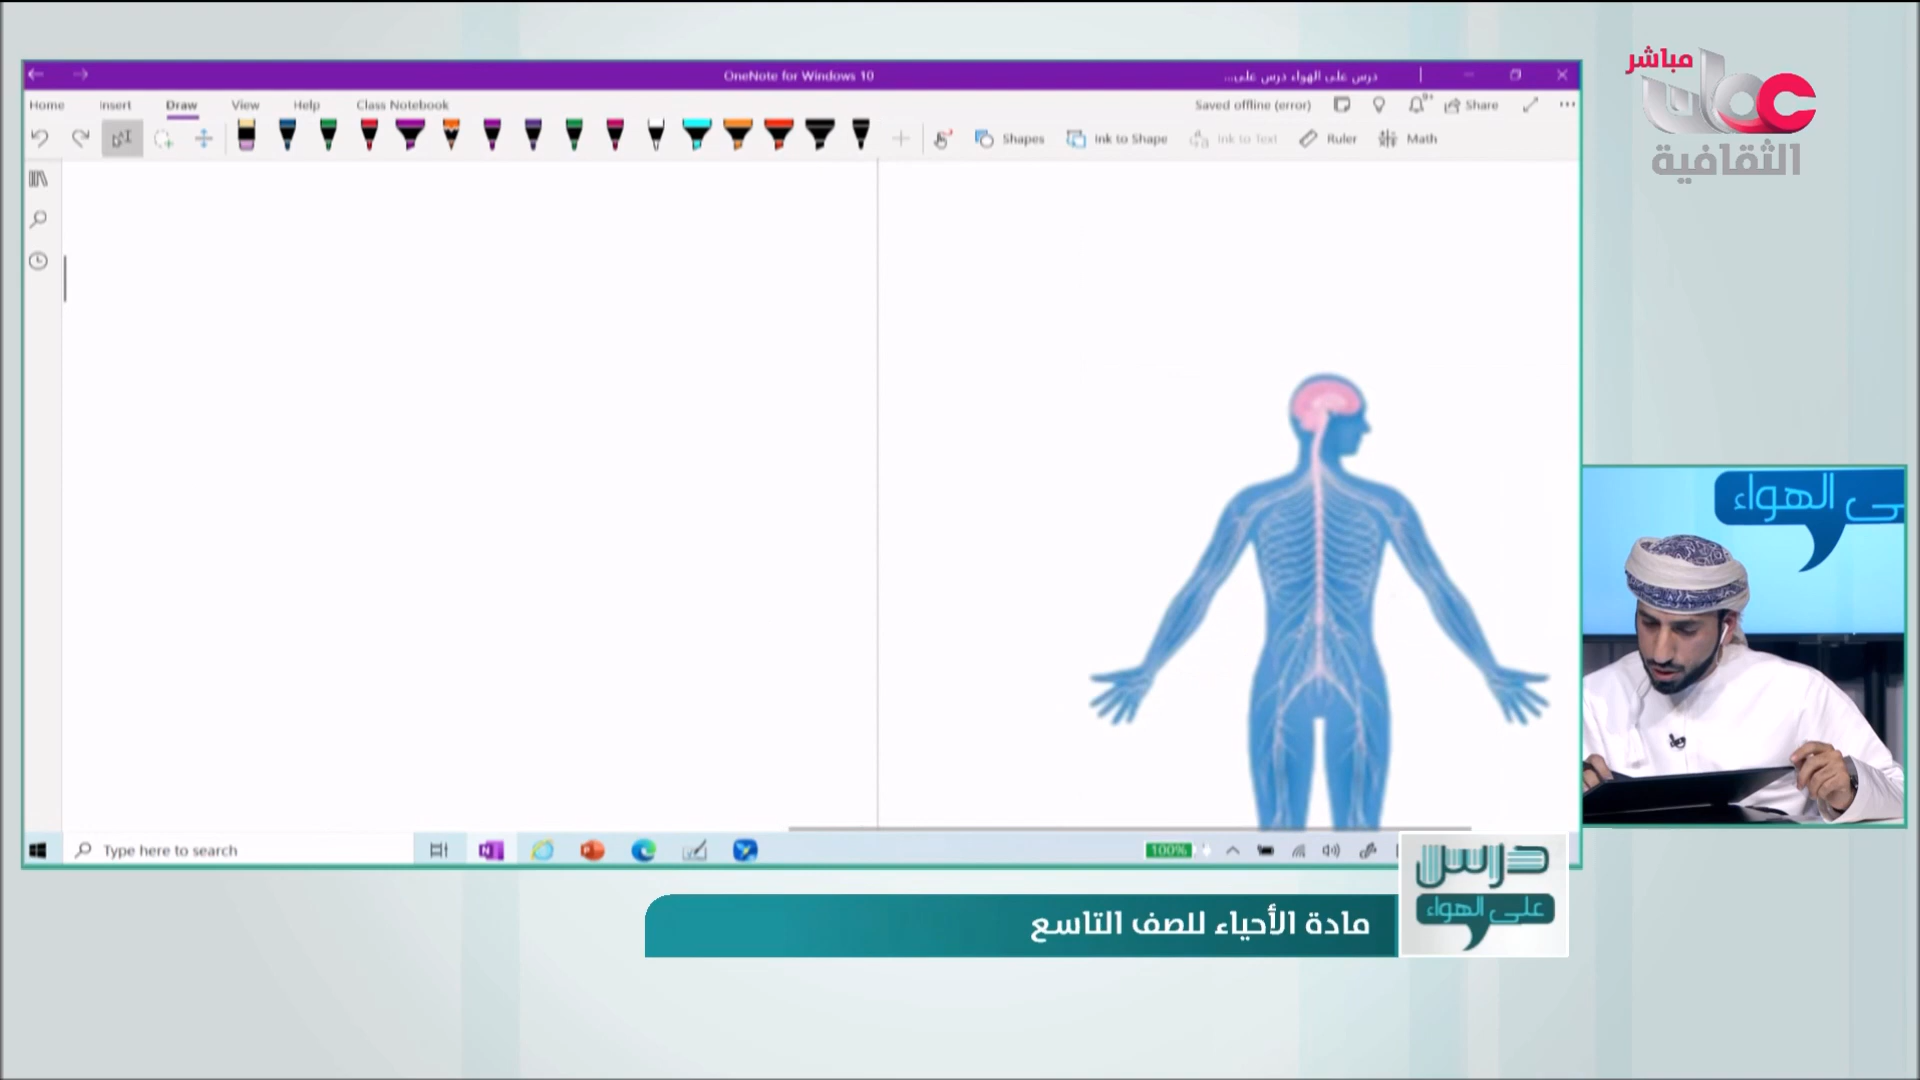 مباشر
عمان
الثقافية
OneNote for Windows 10
درس على الهواء درس على...
Home Insert Draw View Help Class Notebook
Saved offline (error)
9+
Share
Shapes
Ink to Shape
Ink to Text
Ruler
Math
على الهواء
Type here to search
100%
درس
على الهواء
مادة الأحياء للصف التاسع